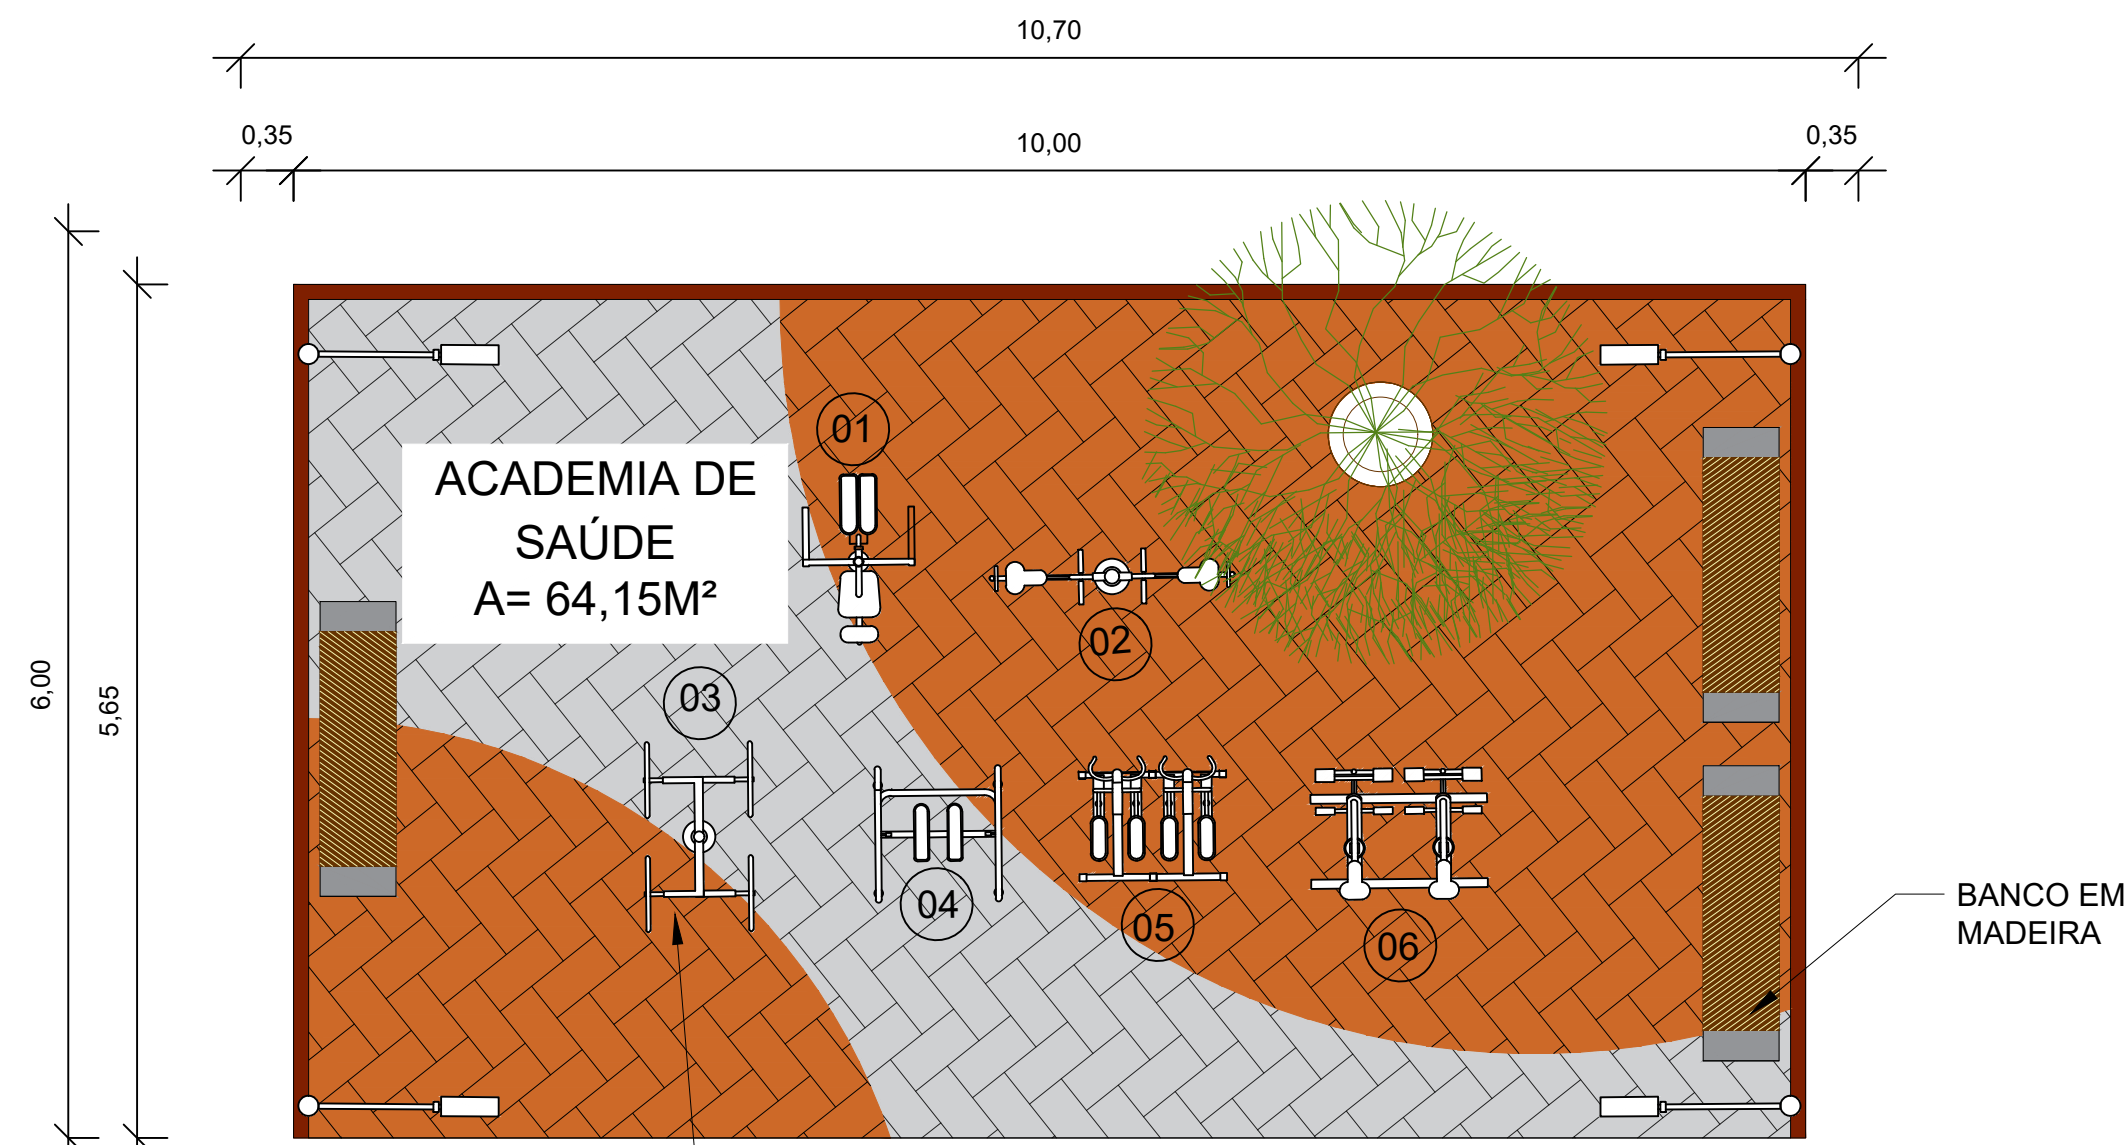 10,70
0,35
10,00
0,35
6,00
5,65
01
ACADEMIA DE
SAÚDE
A= 64,15M²
02
03
04
05
06
BANCO EM
MADEIRA